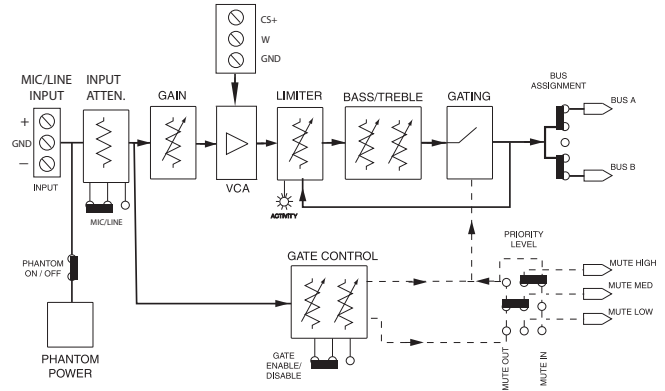 CS+
W
GND
MIC/LINE
INPUT
INPUT
ATTEN.
GAIN
LIMITER
BASS/TREBLE
GATING
BUS
ASSIGNMENT
BUS A
+
GND
–
INPUT
VCA
BUS B
MIC/LINE
ACTIVITY
PHANTOM
ON / OFF
GATE CONTROL
PRIORITY
LEVEL
MUTE HIGH
MUTE MED
MUTE LOW
PHANTOM
POWER
GATE
ENABLE/
DISABLE
MUTE OUT
MUTE IN